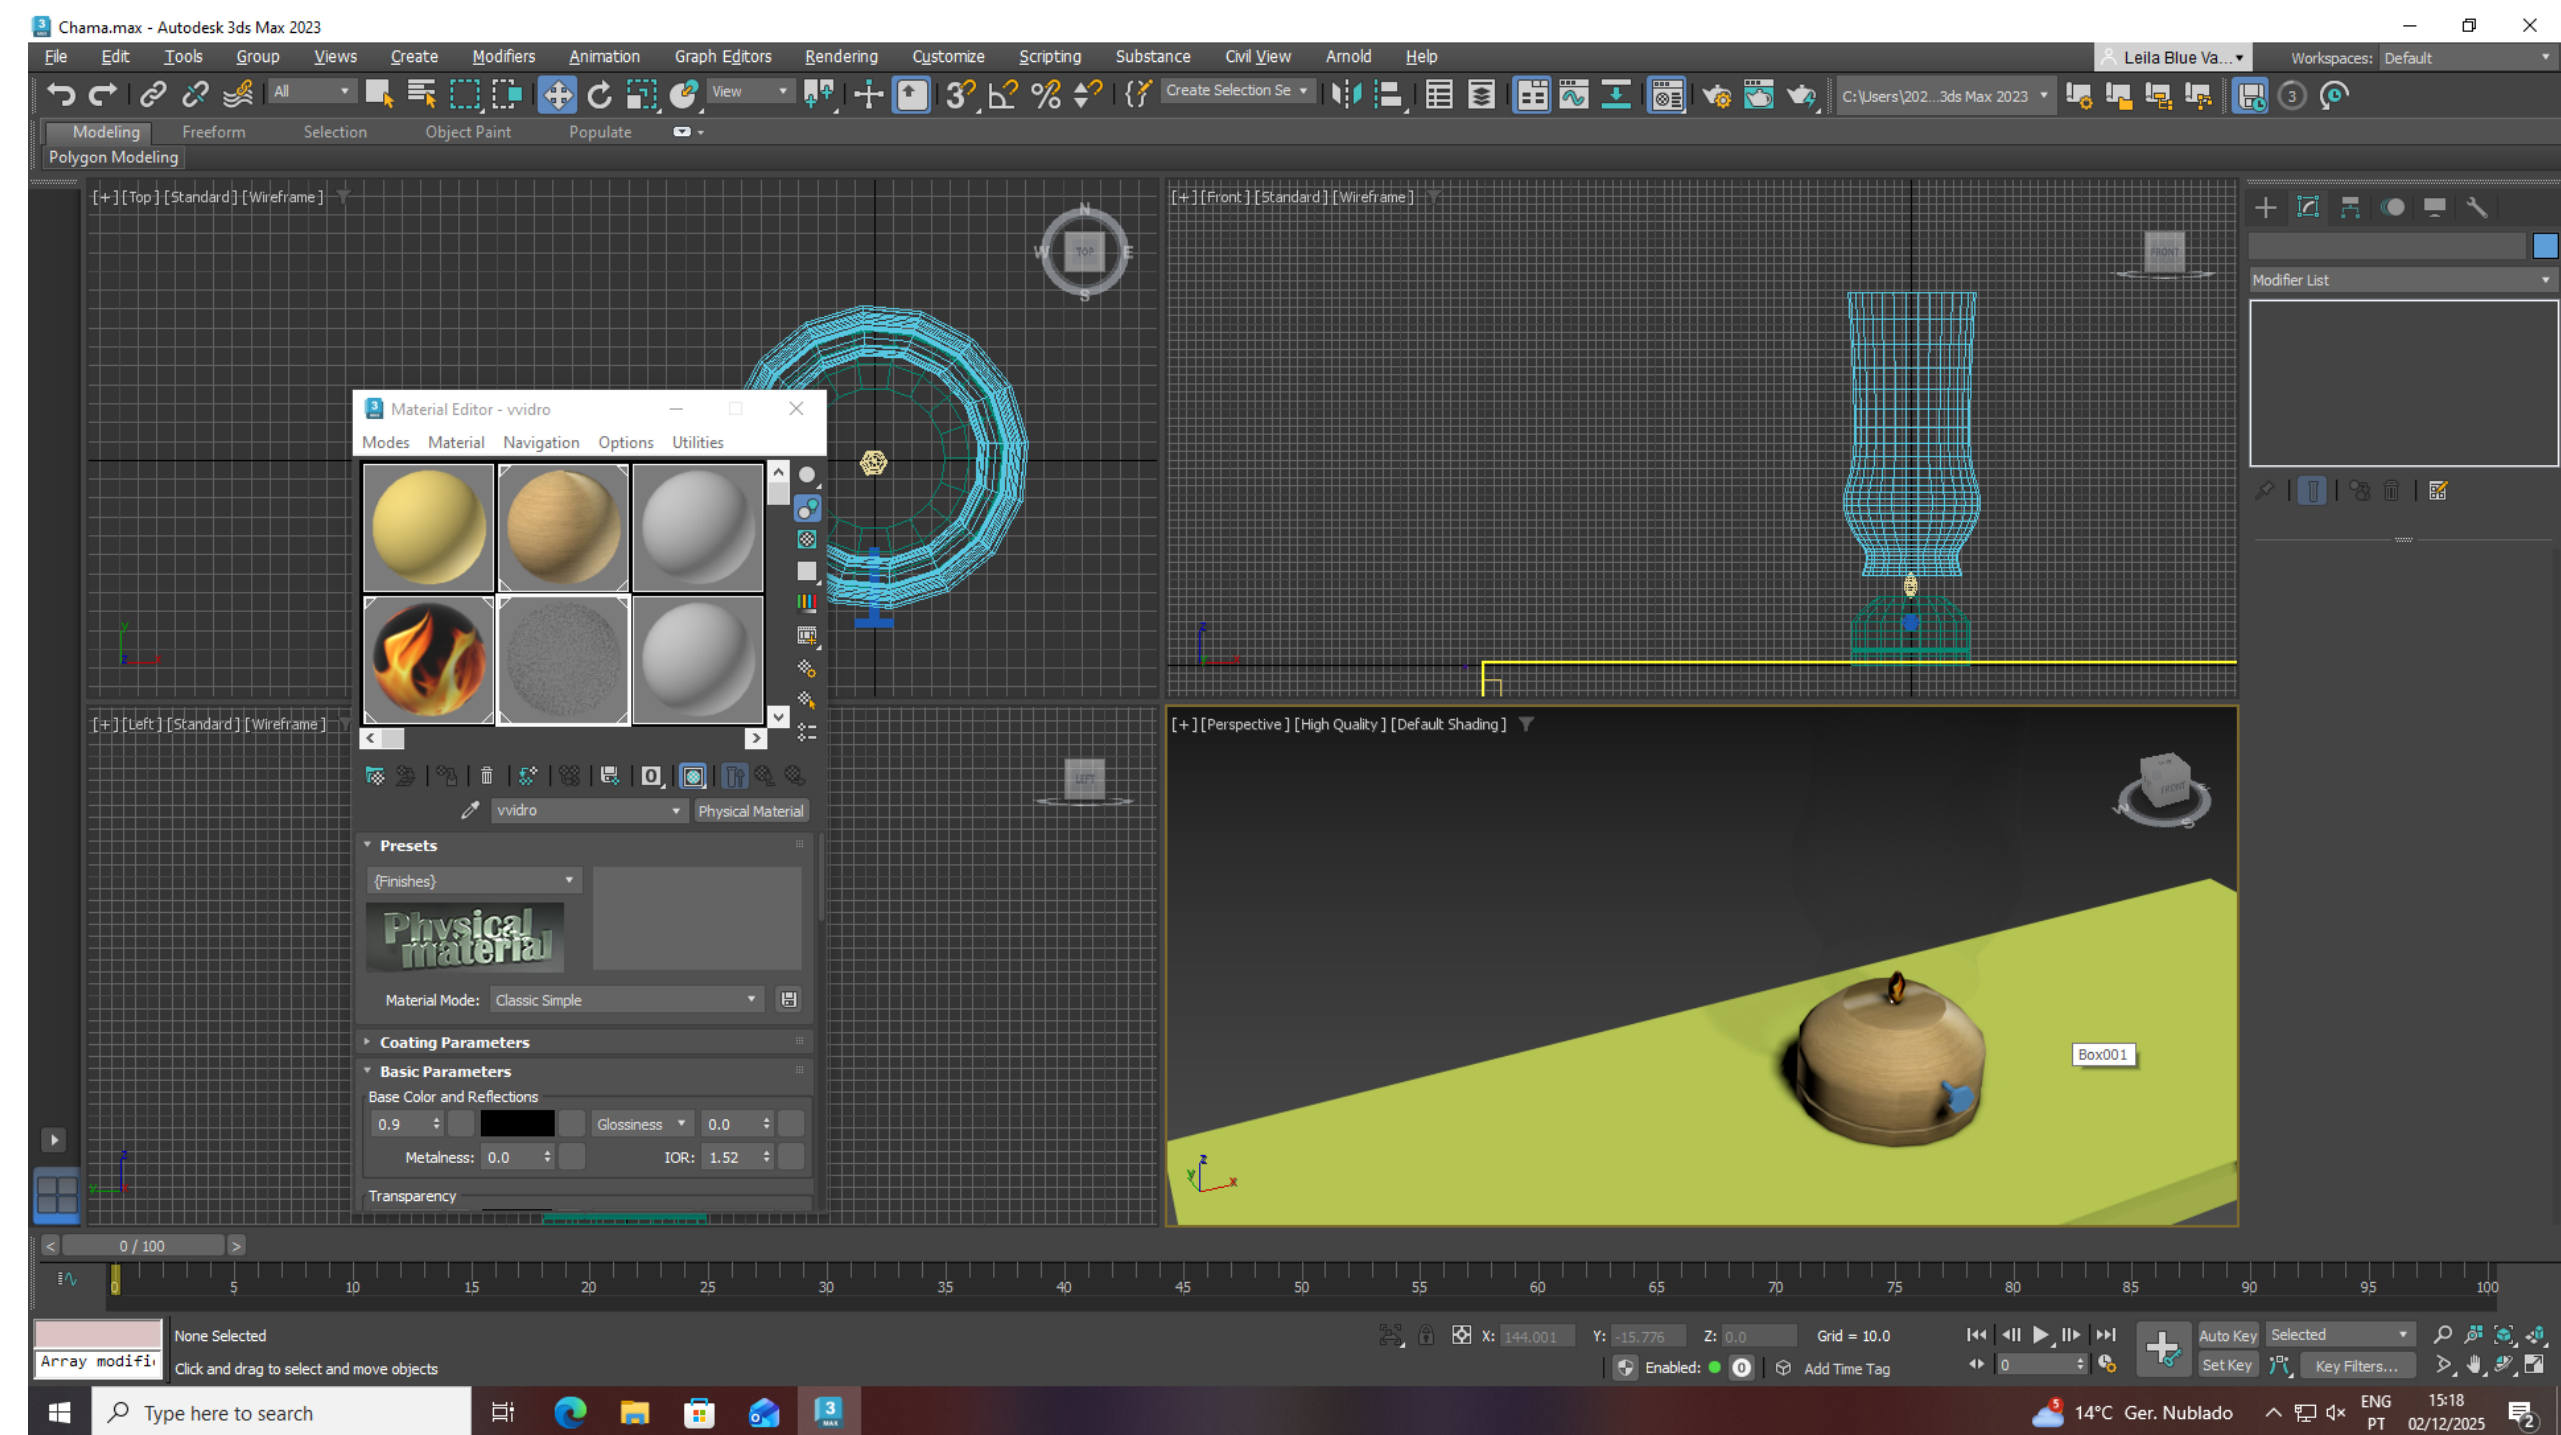 Chama.max - Autodesk 3ds Max 2023
File Edit Tools Group Views Create Modifiers Animation Graph Editors Rendering Customize Scripting Substance Civil View Arnold Help Leila Blue Va... Workspaces: Default
All View Create Selection Se C:\Users\202...3ds Max 2023
Modeling Freeform Selection Object Paint Populate
Polygon Modeling
[+][Top][Standard][Wireframe]
N
W TOP E
S
[+][Front][Standard][Wireframe]
FRONT
Modifier List
Material Editor - vvidro
Modes Material Navigation Options Utilities
[+][Left][Standard][Wireframe]
LEFT
[+][Perspective][High Quality][Default Shading]
FRONT
W S
vvidro Physical Material
Presets
{Finishes}
Physical material
Material Mode: Classic Simple
Coating Parameters
Basic Parameters
Base Color and Reflections
0.9 Glossiness 0.0
Metalness: 0.0 IOR: 1.52
Transparency
Box001
0 / 100
0 5 10 15 20 25 30 35 40 45 50 55 60 65 70 75 80 85 90 95 100
None Selected
X: 144.001 Y: -15.776 Z: 0.0 Grid = 10.0
Auto Key Selected
Array modifi
Click and drag to select and move objects
Enabled: 0 Add Time Tag
0
Set Key Key Filters...
Type here to search
14°C Ger. Nublado
ENG
PT
15:18
02/12/2025
2